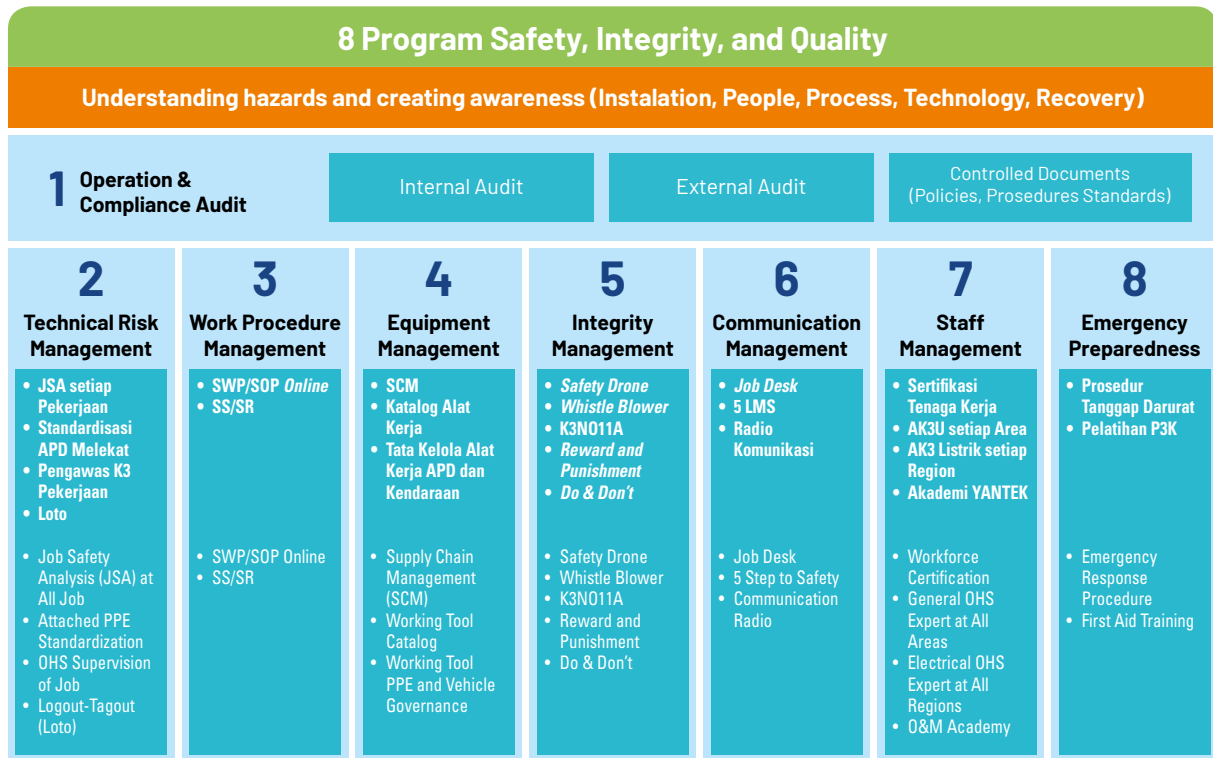 8 Program Safety, Integrity, and Quality
Understanding hazards and creating awareness (Instalation, People, Process, Technology, Recovery)
1 Operation &
Compliance Audit
Internal Audit
External Audit
Controlled Documents
(Policies, Prosedures Standards)
2
Technical Risk
Management
• JSA setiap
Pekerjaan
• Standardisasi
APD Melekat
• Pengawas K3
Pekerjaan
• Loto
• Job Safety
Analysis (JSA) at
All Job
• Attached PPE
Standardization
• OHS Supervision
of Job
• Logout-Tagout
(Loto)
3
Work Procedure
Management
• SWP/SOP Online
• SS/SR
• SWP/SOP Online
• SS/SR
4
Equipment
Management
• SCM
• Katalog Alat
Kerja
• Tata Kelola Alat
Kerja APD dan
Kendaraan
• Supply Chain
Management
(SCM)
• Working Tool
Catalog
• Working Tool
PPE and Vehicle
Governance
5
Integrity
Management
• Safety Drone
• Whistle Blower
• K3N011A
• Reward and
Punishment
• Do & Don't
• Safety Drone
• Whistle Blower
• K3N011A
• Reward and
Punishment
• Do & Don't
6
Communication
Management
• Job Desk
• 5 LMS
• Radio
Komunikasi
• Job Desk
• 5 Step to Safety
• Communication
Radio
7
Staff
Management
• Sertifikasi
Tenaga Kerja
• AK3U setiap Area
• AK3 Listrik setiap
Region
• Akademi YANTEK
• Workforce
Certification
• General OHS
Expert at All
Areas
• Electrical OHS
Expert at All
Regions
• O&M Academy
8
Emergency
Preparedness
• Prosedur
Tanggap Darurat
• Pelatihan P3K
• Emergency
Response
Procedure
• First Aid Training